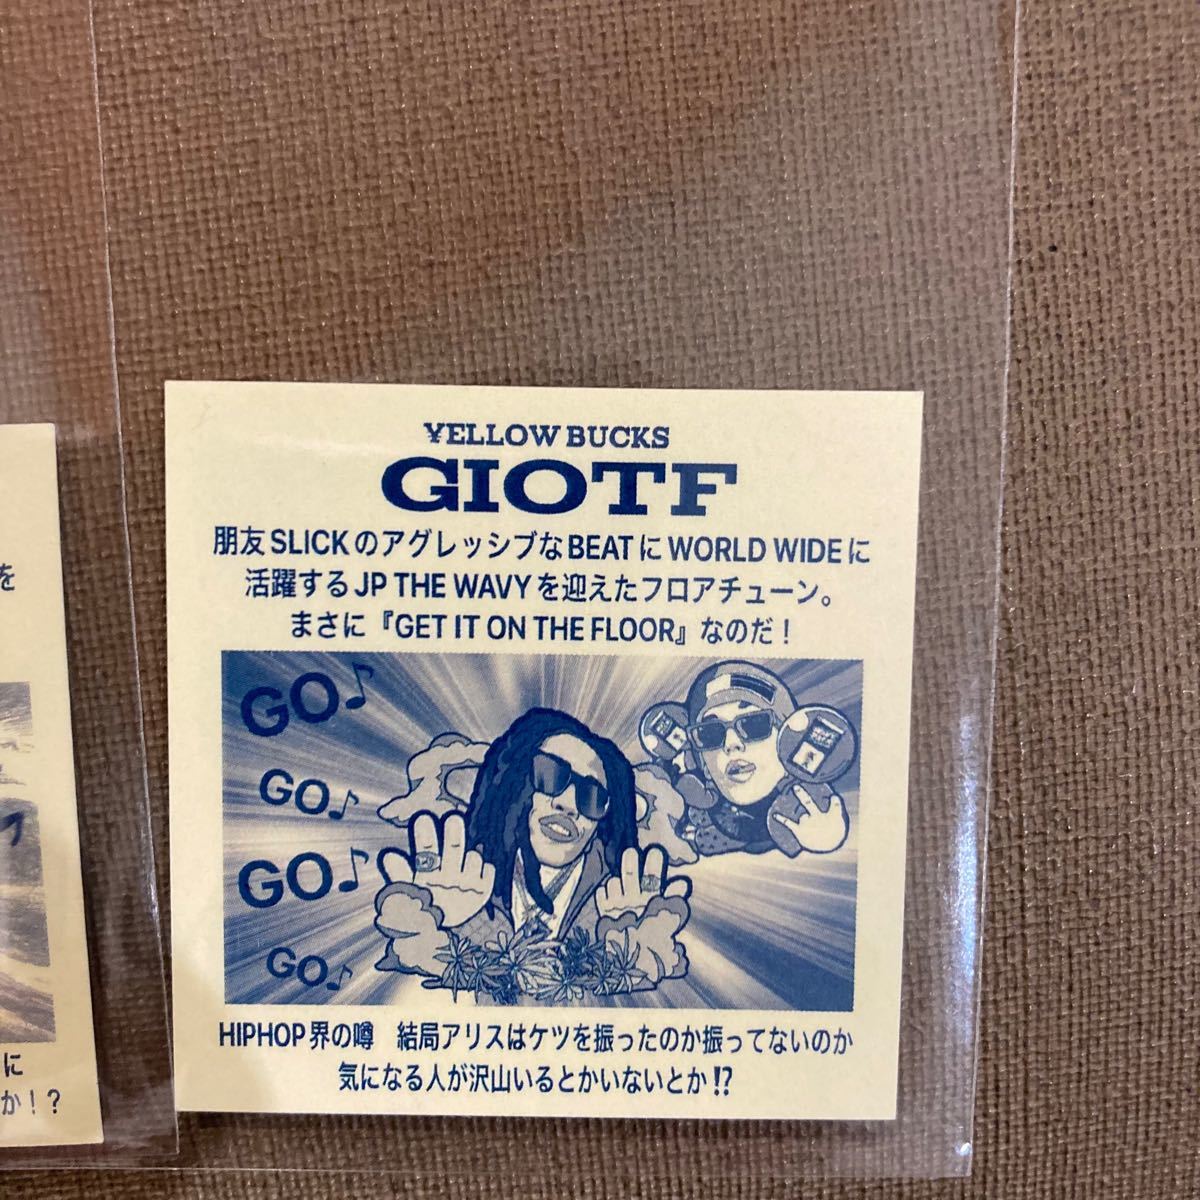 ¥ELLOW BUCKS
GIOTF
朋友SLICKのアグレッシブなBEATにWORLD WIDEに
活躍するJP THE WAVYを迎えたフロアチューン。
まさに『GET IT ON THE FLOOR』なのだ！
GO♪
GO♪
GO♪
GO♪
HIPHOP界の噂　結局アリスはケツを振ったのか振ってないのか
気になる人が沢山いるとかいないとか⁉
を
に
か！？